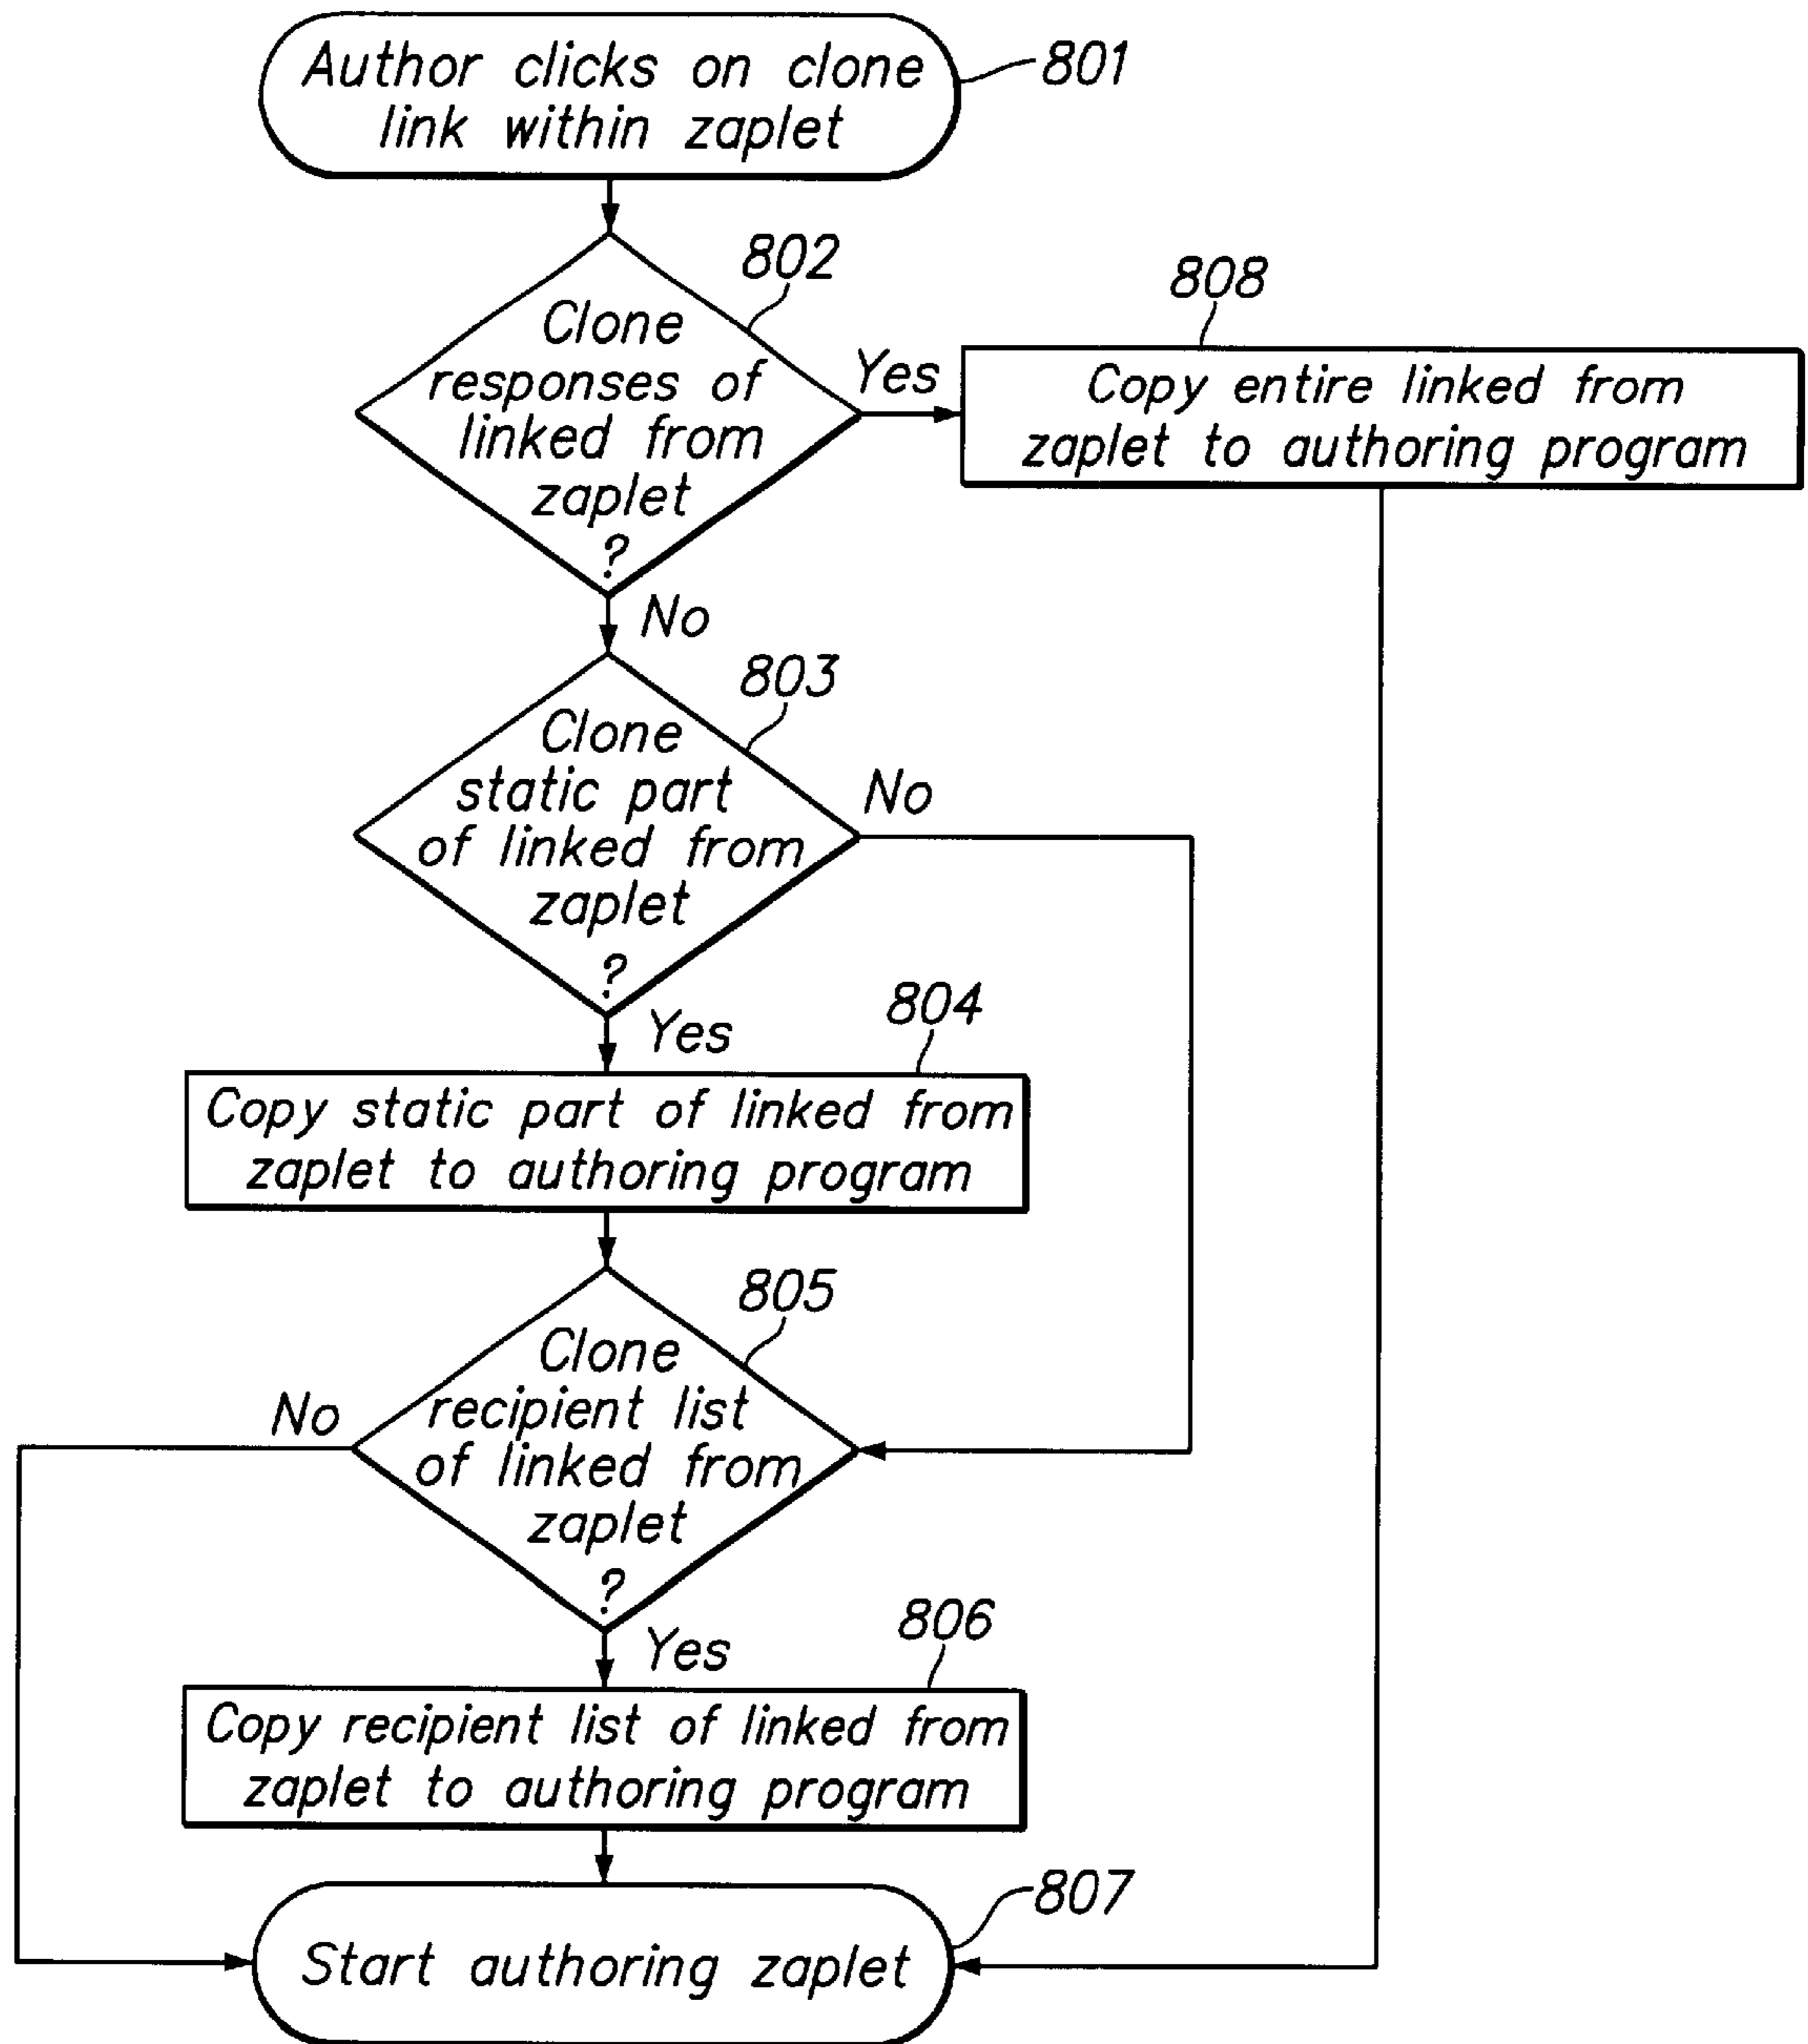 Author clicks on clone
link within zaplet
801
802
Clone
responses of
linked from
zaplet
?
Yes
808
Copy entire linked from
zaplet to authoring program
No
803
Clone
static part
of linked from
zaplet
?
No
Yes
804
Copy static part of linked from
zaplet to authoring program
805
Clone
recipient list
of linked from
zaplet
?
No
Yes
806
Copy recipient list of linked from
zaplet to authoring program
807
Start authoring zaplet